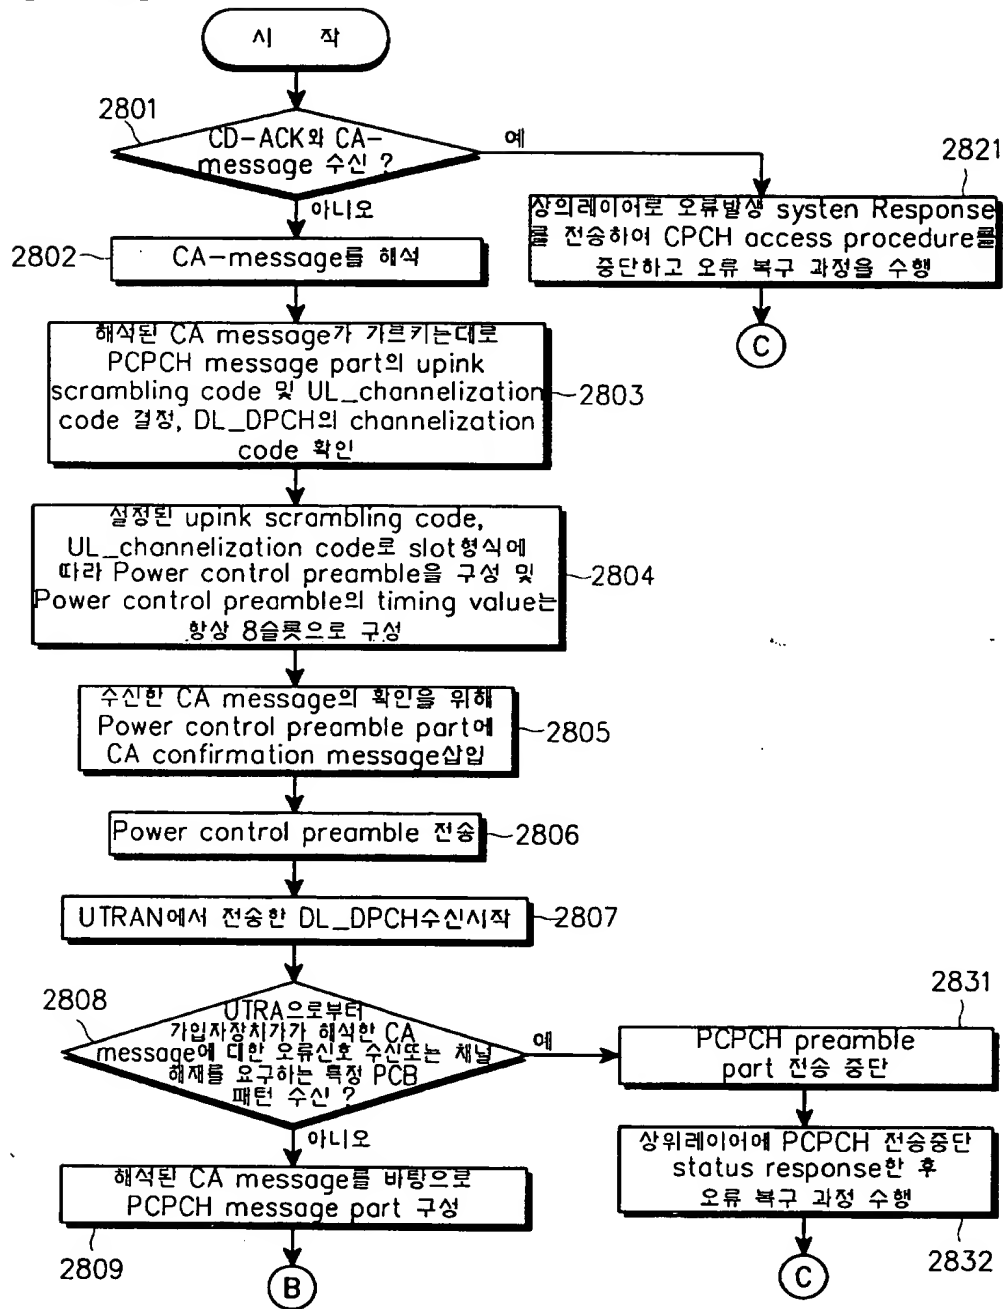 시 작
2801
CD-ACK와 CA-
message 수신 ?
예
아니오
2821
상의레이어로 오류발생 systen Response
를 전송하여 CPCH access procedure를
중단하고 오류 복구 과정을 수행
C
2802
CA-message를 해석
해석된 CA message가 가르키는대로
PCPCH message part의 upink
scrambling code 및 UL_channelization
code 결정, DL_DPCH의 channelization
code 확인
2803
설정된 upink scrambling code,
UL_channelization code로 slot형식에
따라 Power control preamble을 구성 및
Power control preamble의 timing value는
항상 8슬롯으로 구성
2804
수신한 CA message의 확인을 위해
Power control preamble part에
CA confirmation message삽입
2805
Power control preamble 전송
2806
UTRAN에서 전송한 DL_DPCH수신시작
2807
2808
UTRA으로부터
가입자장치가가 해석한 CA
message에 대한 오류신호 수신또는 채널
해재를 요구하는 특정 PCB
패턴 수신 ?
예
아니오
2831
PCPCH preamble
part 전송 중단
상위레이어에 PCPCH 전송중단
status response한 후
오류 복구 과정 수행
2832
C
해석된 CA message를 바탕으로
PCPCH message part 구성
2809
B